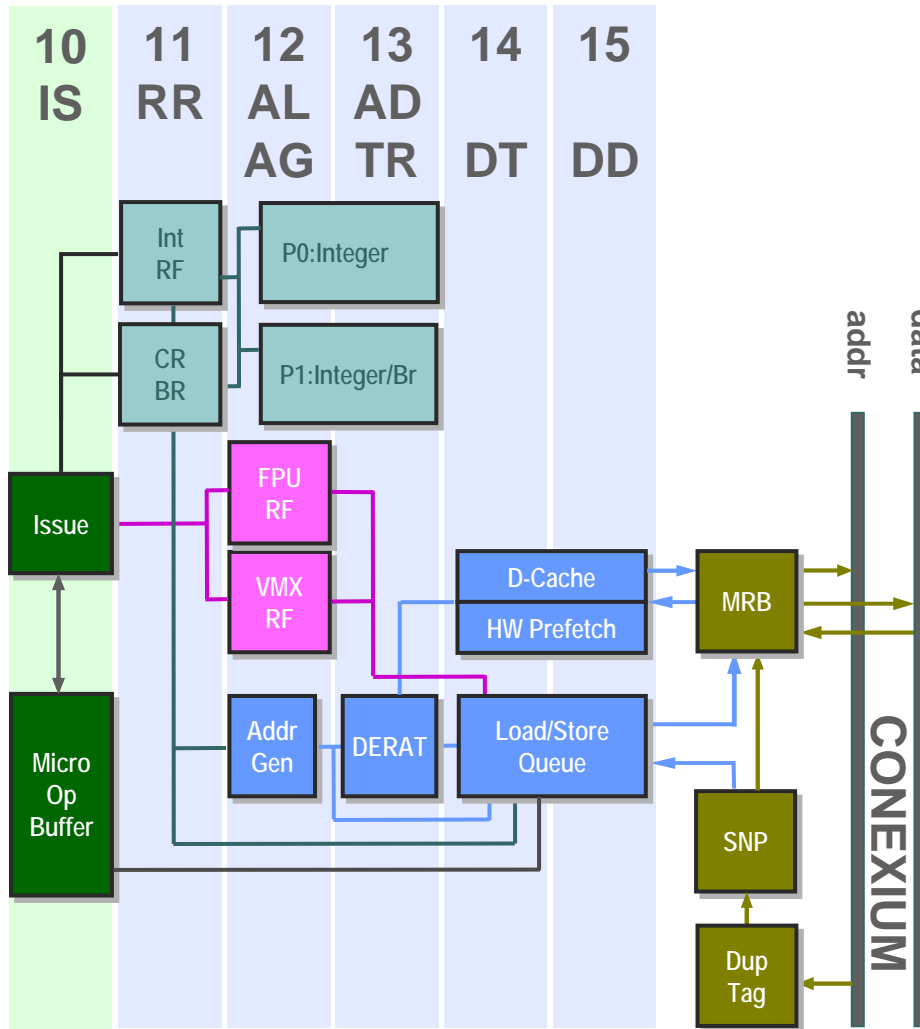 10 11 12 13 14 15
IS RR AL AD
AG TR DT DD
Int
RF
P0:Integer
CR
BR
P1:Integer/Br
addr
data
Issue
FPU
RF
VMX
RF
D-Cache
HW Prefetch
MRB
Micro
Op
Buffer
Addr
Gen
DERAT
Load/Store
Queue
SNP
CONEXIUM
Dup
Tag